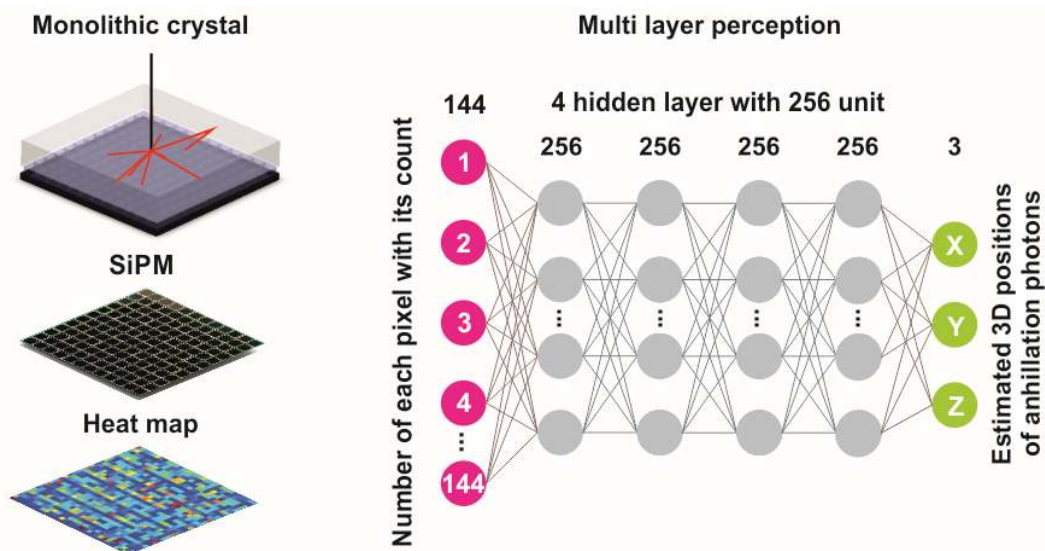 Monolithic crystal
SiPM
Heat map
Multi layer perception
144
4 hidden layer with 256 unit
256 256 256 256
3
Number of each pixel with its count
1
2
3
4
...
144
... ... ... ...
X
Y
Z
Estimated 3D positions
of anhillation photons